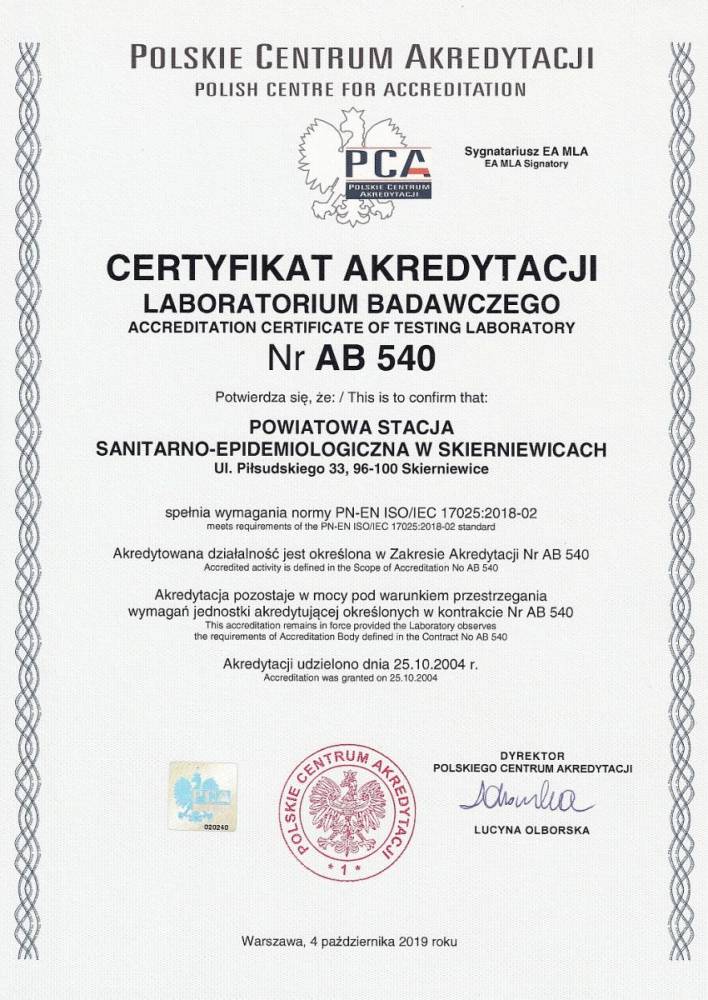 POLSKIE CENTRUM AKREDYTACJI
POLISH CENTRE FOR ACCREDITATION
PCA
POLSKIE CENTRUM
AKREDYTACJI
Sygnatariusz EA MLA
EA MLA Signatory
CERTYFIKAT AKREDYTACJI
LABORATORIUM BADAWCZEGO
ACCREDITATION CERTIFICATE OF TESTING LABORATORY
Nr AB 540
Potwierdza się, że: / This is to confirm that:
POWIATOWA STACJA
SANITARNO-EPIDEMIOLOGICZNA W SKIERNIEWICACH
Ul. Piłsudskiego 33, 96-100 Skierniewice
spełnia wymagania normy PN-EN ISO/IEC 17025:2018-02
meets requirements of the PN-EN ISO/IEC 17025:2018-02 standard
Akredytowana działalność jest określona w Zakresie Akredytacji Nr AB 540
Accredited activity is defined in the Scope of Accreditation No AB 540
Akredytacja pozostaje w mocy pod warunkiem przestrzegania
wymagań jednostki akredytującej określonych w kontrakcie Nr AB 540
This accreditation remains in force provided the Laboratory observes
the requirements of Accreditation Body defined in the Contract No AB 540
Akredytacji udzielono dnia 25.10.2004 r.
Accreditation was granted on 25.10.2004
PCA
020240
POLSKIE CENTRUM AKREDYTACJI
* 1 *
DYREKTOR
POLSKIEGO CENTRUM AKREDYTACJI
LUCYNA OLBORSKA
Warszawa, 4 października 2019 roku